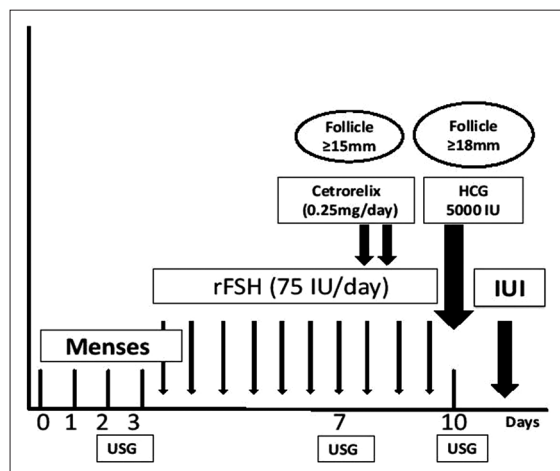 Follicle
≥15mm
Follicle
≥18mm
Cetrorelix
(0.25mg/day)
HCG
5000 IU
rFSH (75 IU/day)
IUI
Menses
0 1 2 3 7 10 Days
USG USG USG